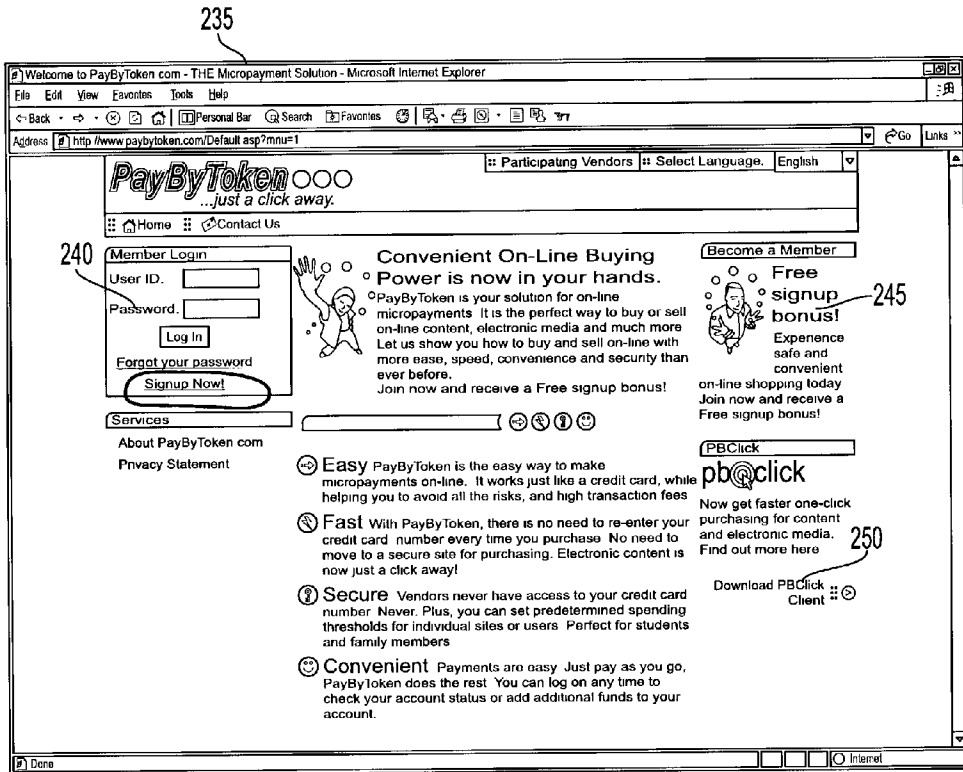 235
Welcome to PayByToken com - THE Micropayment Solution - Microsoft Internet Explorer
File Edit View Favorites Tools Help
Back Personal Bar Search Favorites
Address http //www paybytoken.com/Default asp?mnu=1 Go Links »
PayByToken
...just a click away.
Participating Vendors Select Language. English
Home Contact Us
240
Member Login
User ID.
Password.
Log In
Forgot your password
Signup Now!
Services
About PayByToken com
Privacy Statement
Convenient On-Line Buying
Power is now in your hands.
PayByToken is your solution for on-line
micropayments It is the perfect way to buy or sell
on-line content, electronic media and much more
Let us show you how to buy and sell on-line with
more ease, speed, convenience and security than
ever before.
Join now and receive a Free signup bonus!
Easy PayByToken is the easy way to make
micropayments on-line. It works just like a credit card, while
helping you to avoid all the risks, and high transaction fees
Fast With PayByToken, there is no need to re-enter your
credit card number every time you purchase No need to
move to a secure site for purchasing. Electronic content is
now just a click away!
Secure Vendors never have access to your credit card
number Never. Plus, you can set predetermined spending
thresholds for individual sites or users Perfect for students
and family members
Convenient Payments are easy Just pay as you go,
PayByToken does the rest You can log on any time to
check your account status or add additional funds to your
account.
Become a Member
Free
signup
bonus!
245
Experience
safe and
convenient
on-line shopping today
Join now and receive a
Free signup bonus!
PBClick
pb click
Now get faster one-click
purchasing for content
and electronic media.
Find out more here
250
Download PBClick
Client
Done
Internet